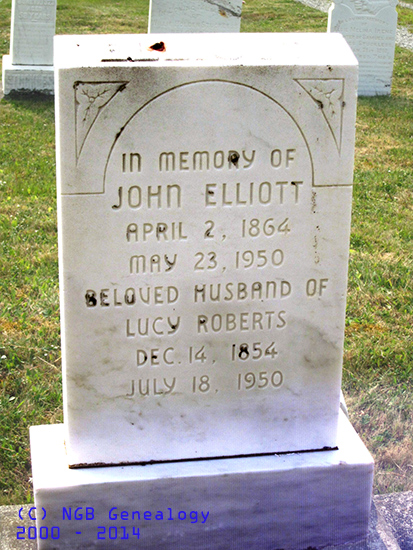 IN MEMORY OF
JOHN ELLIOTT
APRIL 2, 1864
MAY 23, 1950
BELOVED HUSBAND OF
LUCY ROBERTS
DEC. 14, 1854
JULY 18, 1950
(C) NGB Genealogy
2000 - 2014